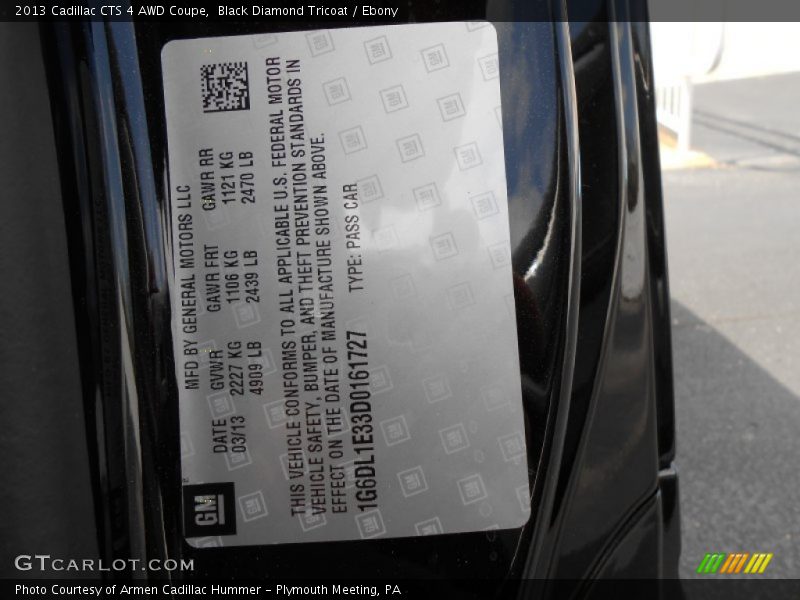 2013 Cadillac CTS 4 AWD Coupe, Black Diamond Tricoat / Ebony
MFD BY GENERAL MOTORS LLC
DATE GVWR GAWR FRT GAWR RR
03/13 2227 KG 1106 KG 1121 KG
4909 LB 2439 LB 2470 LB
THIS VEHICLE CONFORMS TO ALL APPLICABLE U.S. FEDERAL MOTOR
VEHICLE SAFETY, BUMPER, AND THEFT PREVENTION STANDARDS IN
EFFECT ON THE DATE OF MANUFACTURE SHOWN ABOVE.
1G6DL1E33D0161727 TYPE: PASS CAR
GM
GTcarlot.com
Photo Courtesy of Armen Cadillac Hummer - Plymouth Meeting, PA